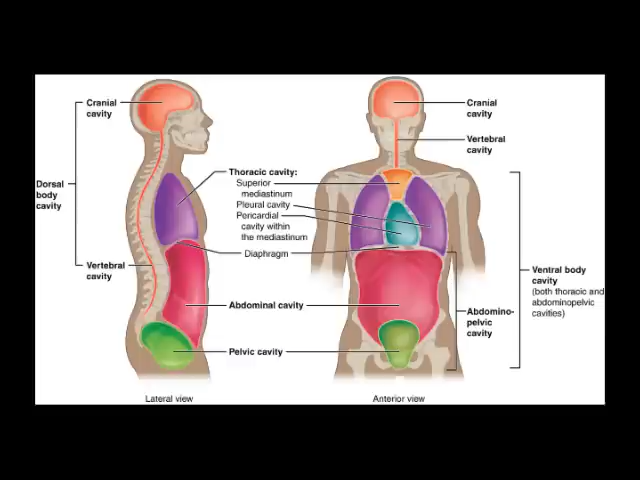 Cranial
cavity
Dorsal
body
cavity
Vertebral
cavity
Thoracic cavity:
Superior
mediastinum
Pleural cavity
Pericardial
cavity within
the mediastinum
Diaphragm
Abdominal cavity
Pelvic cavity
Cranial
cavity
Vertebral
cavity
Abdomino-
pelvic
cavity
Ventral body
cavity
(both thoracic and
abdominopelvic
cavities)
Lateral view
Anterior view